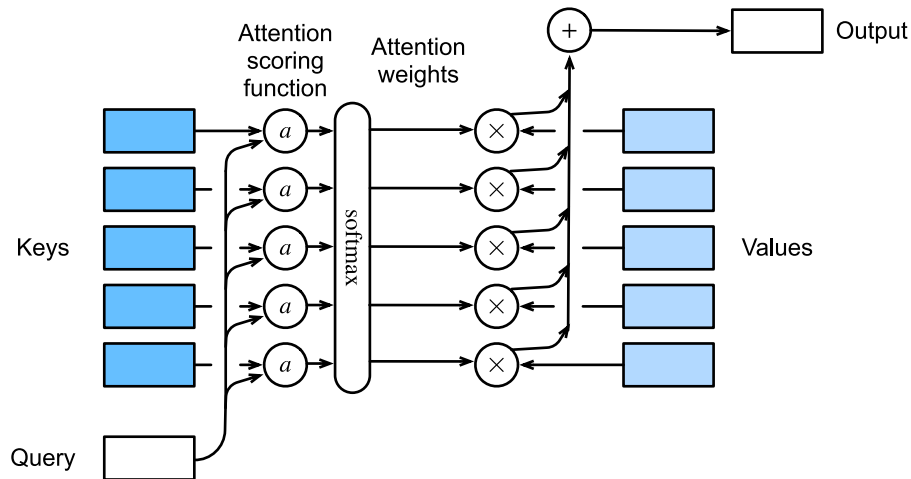 Attention
scoring
function
Attention
weights
+
Output
a
×
a
×
Keys
a
softmax
×
Values
a
×
a
×
Query